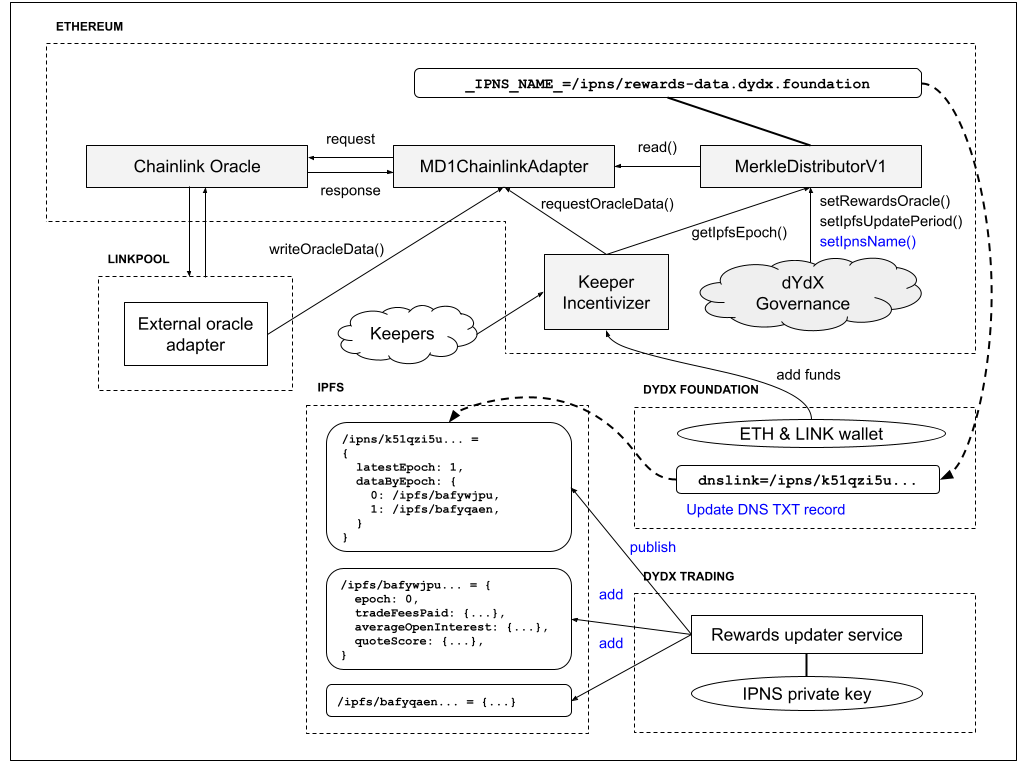 ETHEREUM
_IPNS_NAME_=/ipns/rewards-data.dydx.foundation
Chainlink Oracle
request
response
MD1ChainlinkAdapter
read()
MerkleDistributorV1
requestOracleData()
getIpfsEpoch()
setRewardsOracle()
setIpfsUpdatePeriod()
setIpnsName()
writeOracleData()
LINKPOOL
External oracle
adapter
Keepers
Keeper
Incentivizer
dYdX
Governance
add funds
IPFS
/ipns/k51qzi5u... =
{
latestEpoch: 1,
dataByEpoch: {
0: /ipfs/bafywjpu,
1: /ipfs/bafyqaen,
}
}
/ipfs/bafywjpu... = {
epoch: 0,
tradeFeesPaid: {...},
averageOpenInterest: {...},
quoteScore: {...},
}
/ipfs/bafyqaen... = {...}
DYDX FOUNDATION
ETH & LINK wallet
dnslink=/ipns/k51qzi5u...
Update DNS TXT record
publish
add
add
DYDX TRADING
Rewards updater service
IPNS private key